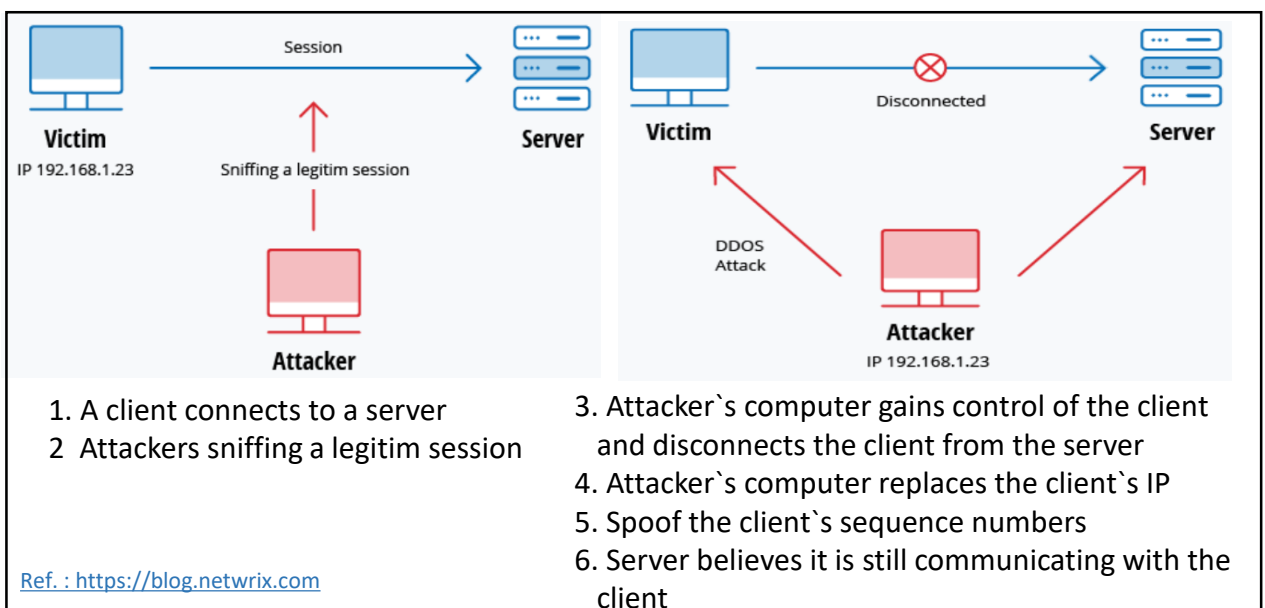 Session
Victim
IP 192.168.1.23
Server
Sniffing a legitim session
Attacker
Disconnected
Victim
Server
DDOS
Attack
Attacker
IP 192.168.1.23
1. A client connects to a server
2 Attackers sniffing a legitim session
3. Attacker`s computer gains control of the client
and disconnects the client from the server
4. Attacker`s computer replaces the client`s IP
5. Spoof the client`s sequence numbers
6. Server believes it is still communicating with the
client
Ref. : https://blog.netwrix.com